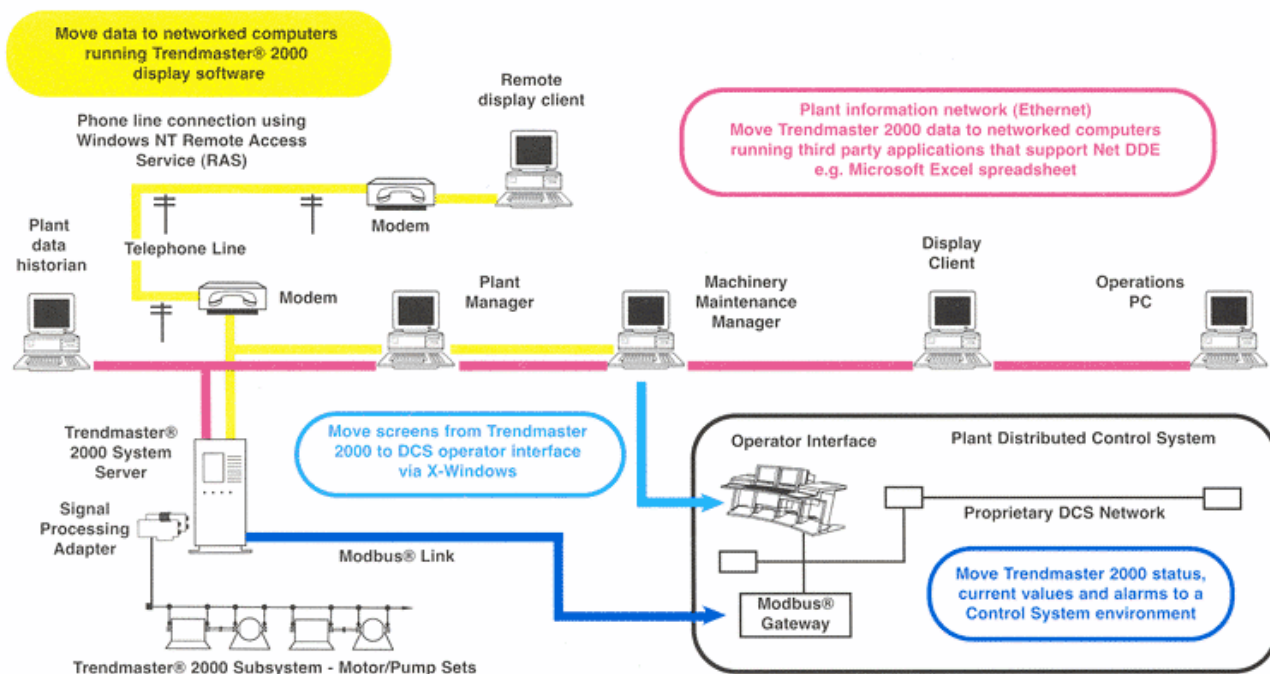 Move data to networked computers
running Trendmaster® 2000
display software
Remote
display client
Phone line connection using
Windows NT Remote Access
Service (RAS)
Plant information network (Ethernet)
Move Trendmaster 2000 data to networked computers
running third party applications that support Net DDE
e.g. Microsoft Excel spreadsheet
Modem
Plant
data
historian
Telephone Line
Modem
Plant
Manager
Machinery
Maintenance
Manager
Display
Client
Operations
PC
Trendmaster®
2000 System
Server
Move screens from Trendmaster
2000 to DCS operator interface
via X-Windows
Operator Interface
Plant Distributed Control System
Signal
Processing
Adapter
Proprietary DCS Network
Modbus® Link
Move Trendmaster 2000 status,
current values and alarms to a
Control System environment
Modbus®
Gateway
Trendmaster® 2000 Subsystem - Motor/Pump Sets